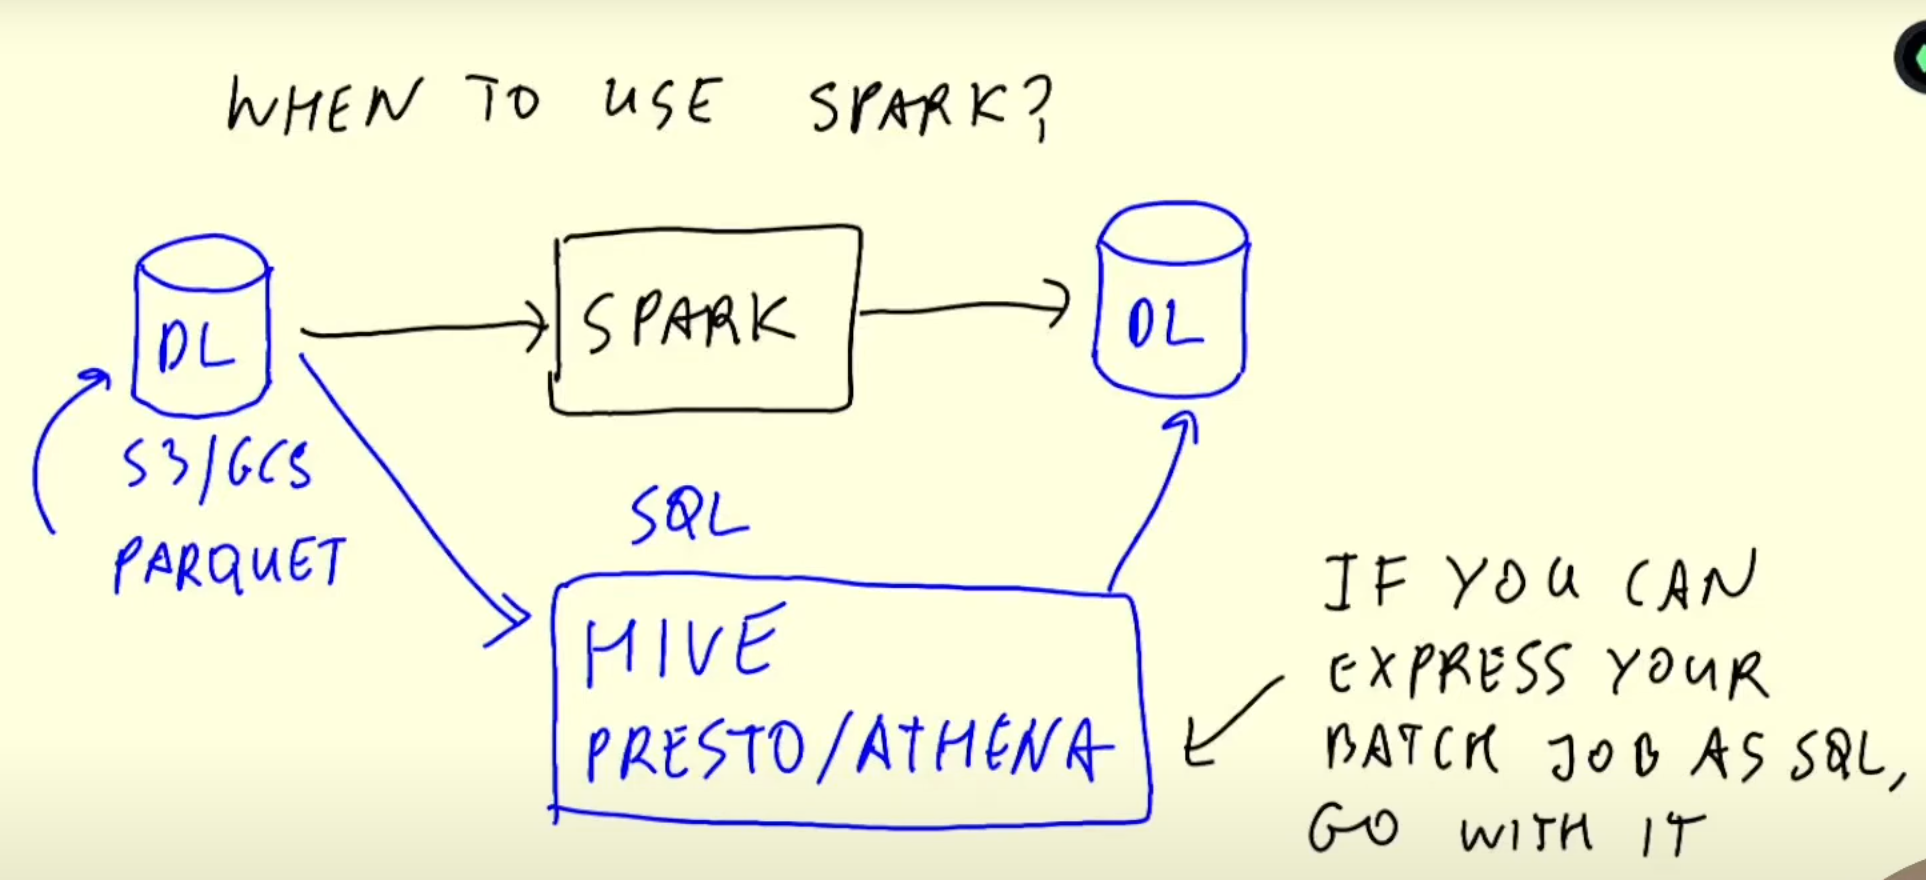 WHEN TO USE SPARK?
DL
SPARK
DL
S3/GCS
PARQUET
SQL
HIVE
PRESTO/ATHENA
IF YOU CAN
EXPRESS YOUR
BATCH JOB AS SQL,
GO WITH IT